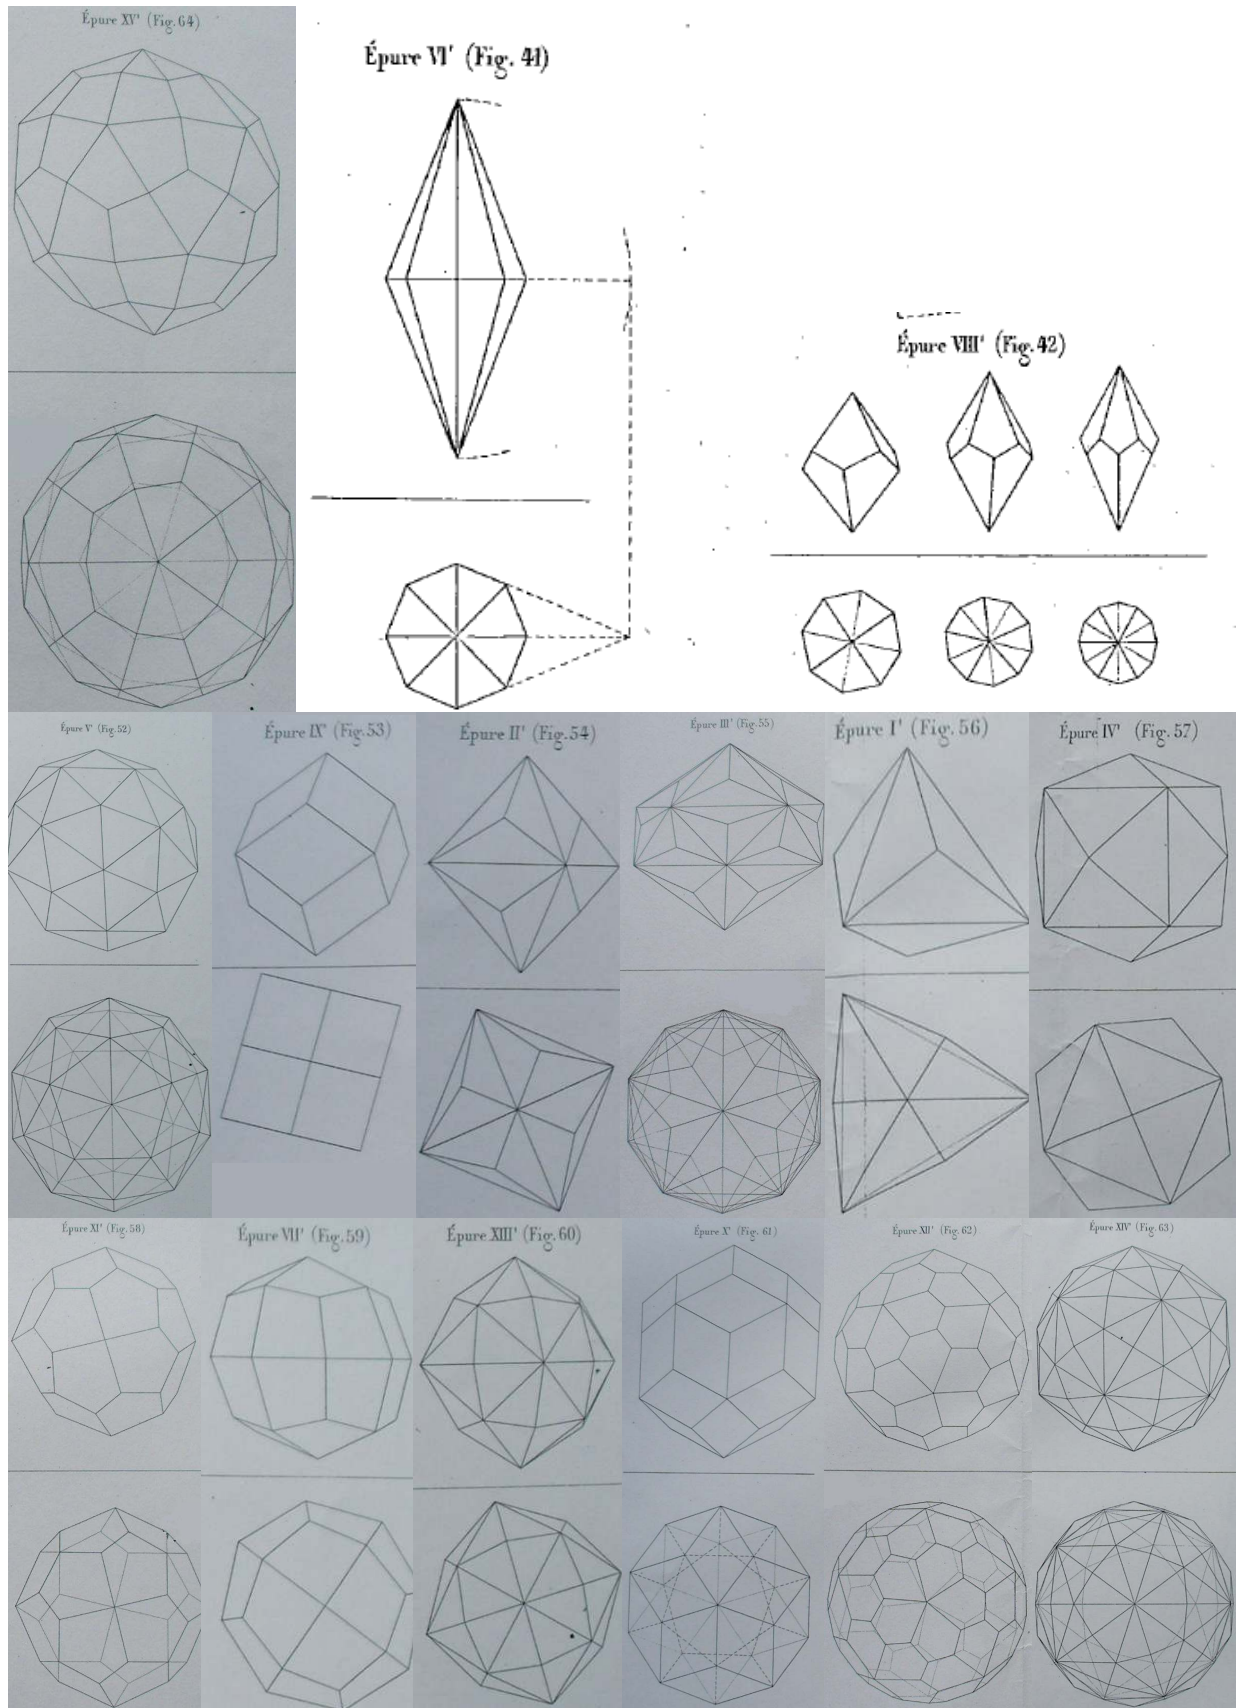 Épure XV' (Fig. 64)
Épure VI' (Fig. 41)
Épure VIII' (Fig. 42)
Épure V' (Fig. 52)
Épure IX' (Fig. 53)
Épure II' (Fig. 54)
Épure III' (Fig. 55)
Épure I' (Fig. 56)
Épure IV' (Fig. 57)
Épure XI' (Fig. 58)
Épure VII' (Fig. 59)
Épure XIII' (Fig. 60)
Épure X' (Fig. 61)
Épure XII' (Fig. 62)
Épure XIV' (Fig. 63)